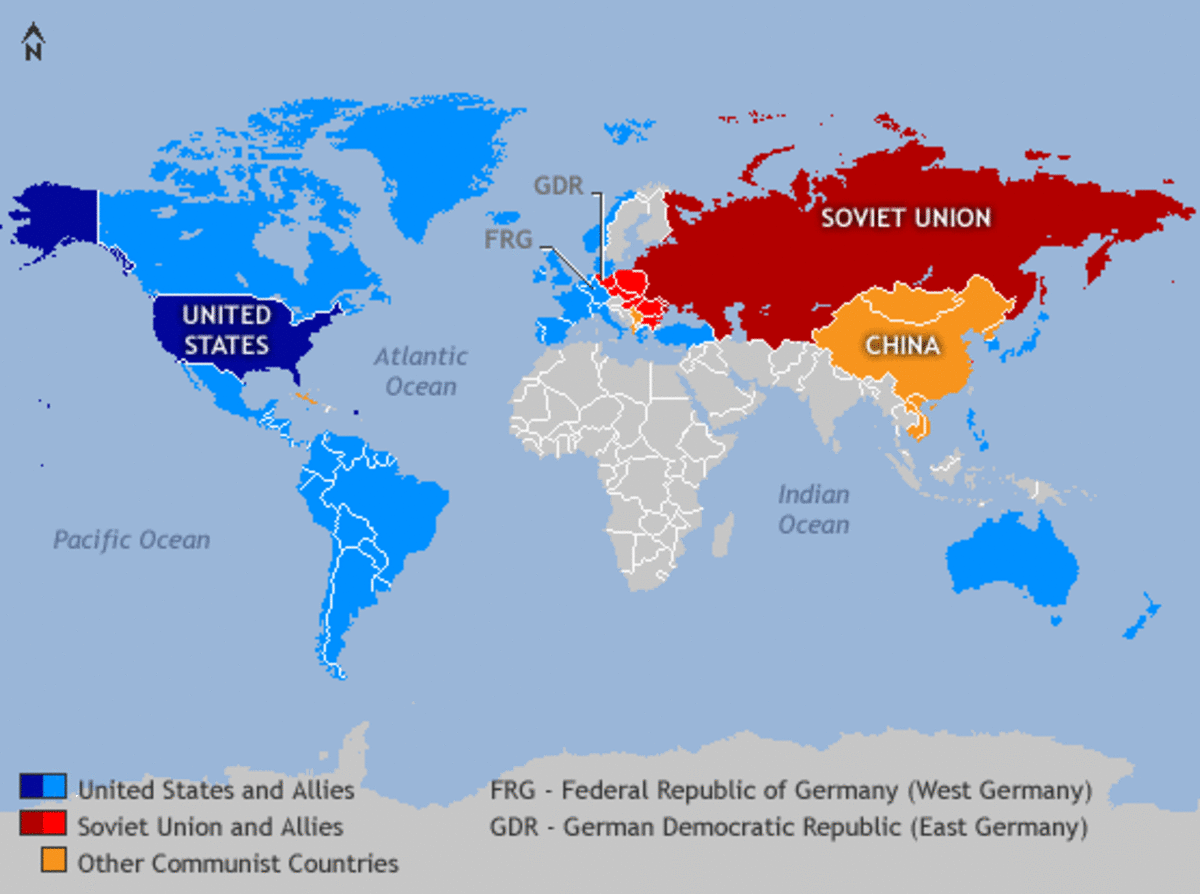 N
GDR
FRG
SOVIET UNION
UNITED
STATES
CHINA
Atlantic
Ocean
Indian
Ocean
Pacific Ocean
United States and Allies
Soviet Union and Allies
Other Communist Countries
FRG - Federal Republic of Germany (West Germany)
GDR - German Democratic Republic (East Germany)